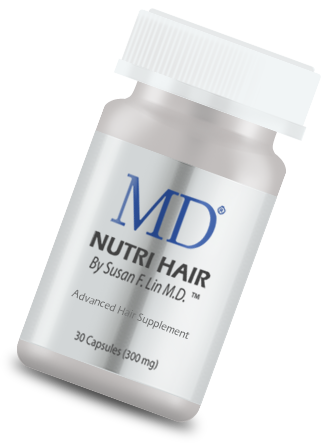 MD®
NUTRI HAIR
By Susan F. Lin M.D. ™
Advanced Hair Supplement
30 Capsules (300 mg)